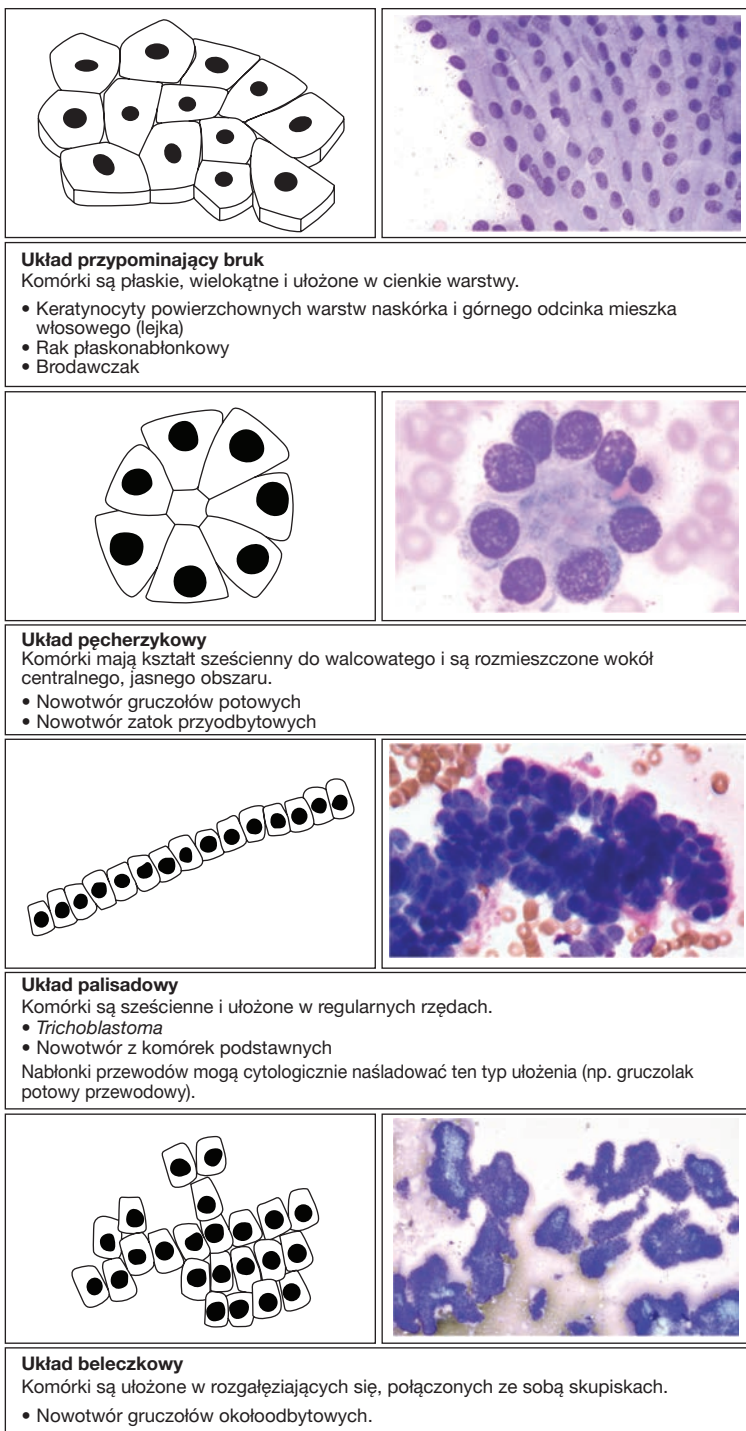 Układ przypominający bruk
Komórki są płaskie, wielokątne i ułożone w cienkie warstwy.
• Keratynocyty powierzchownych warstw naskórka i górnego odcinka mieszka
włosowego (lejka)
• Rak płaskonabłonkowy
• Brodawczak
Układ pęcherzykowy
Komórki mają kształt sześcienny do walcowatego i są rozmieszczone wokół
centralnego, jasnego obszaru.
• Nowotwór gruczołów potowych
• Nowotwór zatok przyodbytowych
Układ palisadowy
Komórki są sześcienne i ułożone w regularnych rzędach.
• Trichoblastoma
• Nowotwór z komórek podstawnych
Nabłonki przewodów mogą cytologicznie naśladować ten typ ułożenia (np. gruczolak
potowy przewodowy).
Układ beleczkowy
Komórki są ułożone w rozgałęziających się, połączonych ze sobą skupiskach.
• Nowotwór gruczołów okołoodbytowych.